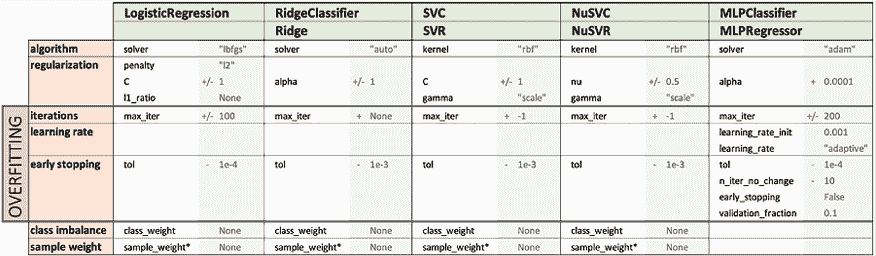 LogisticRegression RidgeClassifier SVC NuSVC MLPClassifier
Ridge SVR NuSVR MLPRegressor
algorithm solver "lbfgs" solver "auto" kernel "rbf" kernel "rbf" solver "adam"
regularization penalty "l2"
C +/- 1 alpha +/- 1 C +/- 1 nu +/- 0.5 alpha + 0.0001
l1_ratio None gamma "scale" gamma "scale"
OVERFITTING
iterations max_iter +/- 100 max_iter + None max_iter + -1 max_iter + -1 max_iter +/- 200
learning rate learning_rate_init 0.001
learning_rate "adaptive"
early stopping tol - 1e-4 tol - 1e-3 tol - 1e-3 tol - 1e-3 tol - 1e-4
n_iter_no_change - 10
early_stopping False
validation_fraction 0.1
class imbalance class_weight None class_weight None class_weight None class_weight None
sample weight sample_weight* None sample_weight* None sample_weight* None sample_weight* None